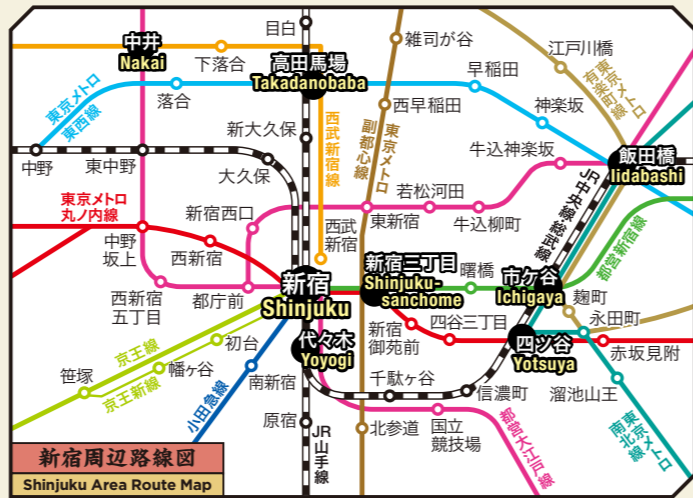 目白
雑司が谷
江戸川橋
中井
Nakai
下落合
高田馬場
Takadanobaba
東京メトロ
有楽町線
東京メトロ
東西線
落合
早稲田
西早稲田
神楽坂
新大久保
西武新宿線
東京メトロ
副都心線
中野
東中野
大久保
牛込神楽坂
飯田橋
Iidabashi
東京メトロ
丸ノ内線
新宿西口
若松河田
JR中央線総武線
中野
坂上
西新宿
西武
新宿
東新宿
牛込柳町
都営新宿線
新宿三丁目
Shinjuku-
sanchome
曙橋
市ケ谷
Ichigaya
麹町
新宿
Shinjuku
西新宿
五丁目
都庁前
永田町
代々木
Yoyogi
新宿
御苑前
四谷三丁目
四ツ谷
Yotsuya
赤坂見附
京王線
初台
幡ヶ谷
京王新線
笹塚
小田急線
南新宿
千駄ヶ谷
信濃町
溜池山王
原宿
JR山手線
北参道
国立
競技場
都営大江戸線
東京メトロ
南北線
新宿周辺路線図
Shinjuku Area Route Map